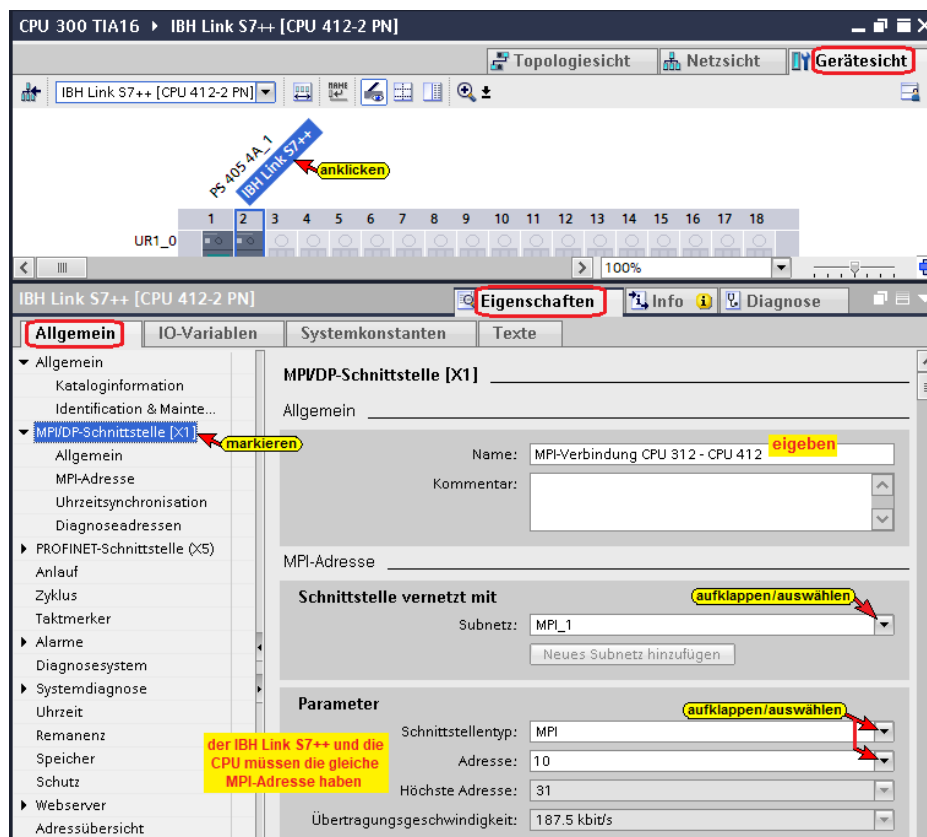 CPU 300 TIA16 ▸ IBH Link S7++ [CPU 412-2 PN]
Topologiesicht Netzsicht Gerätesicht
IBH Link S7++ [CPU 412-2 PN] NAME
PS 405 4A_1
IBH Link S7++
anklicken
1 2 3 4 5 6 7 8 9 10 11 12 13 14 15 16 17 18
UR1_0
100%
IBH Link S7++ [CPU 412-2 PN] Eigenschaften Info Diagnose
Allgemein IO-Variablen Systemkonstanten Texte
Allgemein
Kataloginformation
Identification & Mainte...
MPI/DP-Schnittstelle [X1]
markieren
Allgemein
MPI-Adresse
Uhrzeitsynchronisation
Diagnoseadressen
PROFINET-Schnittstelle (X5)
Anlauf
Zyklus
Taktmerker
Alarme
Diagnosesystem
Systemdiagnose
Uhrzeit
Remanenz
Speicher
Schutz
Webserver
Adressübersicht
der IBH Link S7++ und die
CPU müssen die gleiche
MPI-Adresse haben
MPI/DP-Schnittstelle [X1]
Allgemein
Name: MPI-Verbindung CPU 312 - CPU 412
eigeben
Kommentar:
MPI-Adresse
Schnittstelle vernetzt mit
aufklappen/auswählen
Subnetz: MPI_1
Neues Subnetz hinzufügen
Parameter
aufklappen/auswählen
Schnittstellentyp: MPI
Adresse: 10
Höchste Adresse: 31
Übertragungsgeschwindigkeit: 187.5 kbit/s